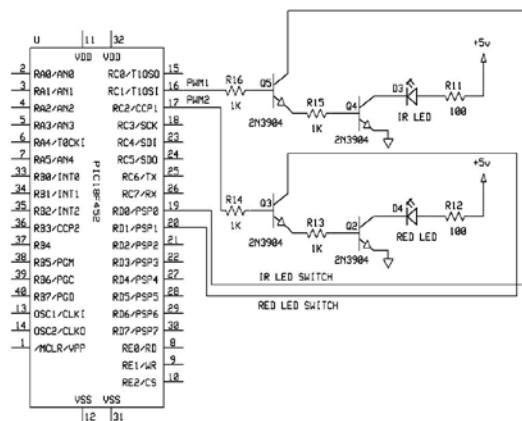 U 11 32
VDD VDD
2 RA0/AN0 RC0/T1OSO 15
3 RA1/AN1 RC1/T1OSI 16
4 RA2/AN2 RC2/CCP1 17
5 RA3/AN3 RC3/SCK 18
6 RA4/T0CKI RC4/SDI 23
7 RA5/AN4 RC5/SDO 24
33 RB0/INT0 RC6/TX 25
34 RB1/INT1 RC7/RX 26
35 RB2/INT2 RD0/PSP0 19
36 RB3/CCP2 RD1/PSP1 20
37 RB4 RD2/PSP2 21
38 RB5/PGM RD3/PSP3 22
39 RB6/PGC RD4/PSP4 27
40 RB7/PGD RD5/PSP5 28
13 OSC1/CLKI RD6/PSP6 29
14 OSC2/CLKO RD7/PSP7 30
1 /MCLR/VPP RE0/RD 8
RE1/WR 9
RE2/CS 10
VSS VSS
12 31
PIC18F452
PWM1
PWM2
R16
1K
Q5
2N3904
R15
1K
Q4
2N3904
D3
IR LED
R11
100
+5v
R14
1K
Q3
2N3904
R13
1K
Q2
2N3904
D4
RED LED
R12
100
+5v
IR LED SWITCH
RED LED SWITCH